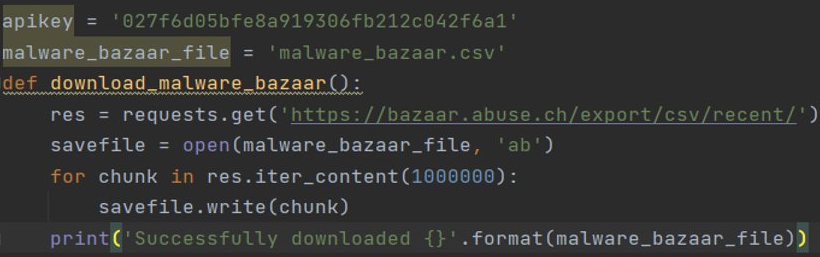 apikey = '027f6d05bfe8a919306fb212c042f6a1'
malware_bazaar_file = 'malware_bazaar.csv'
def download_malware_bazaar():
    res = requests.get('https://bazaar.abuse.ch/export/csv/recent/')
    savefile = open(malware_bazaar_file, 'ab')
    for chunk in res.iter_content(1000000):
        savefile.write(chunk)
    print('Successfully downloaded {}'.format(malware_bazaar_file))